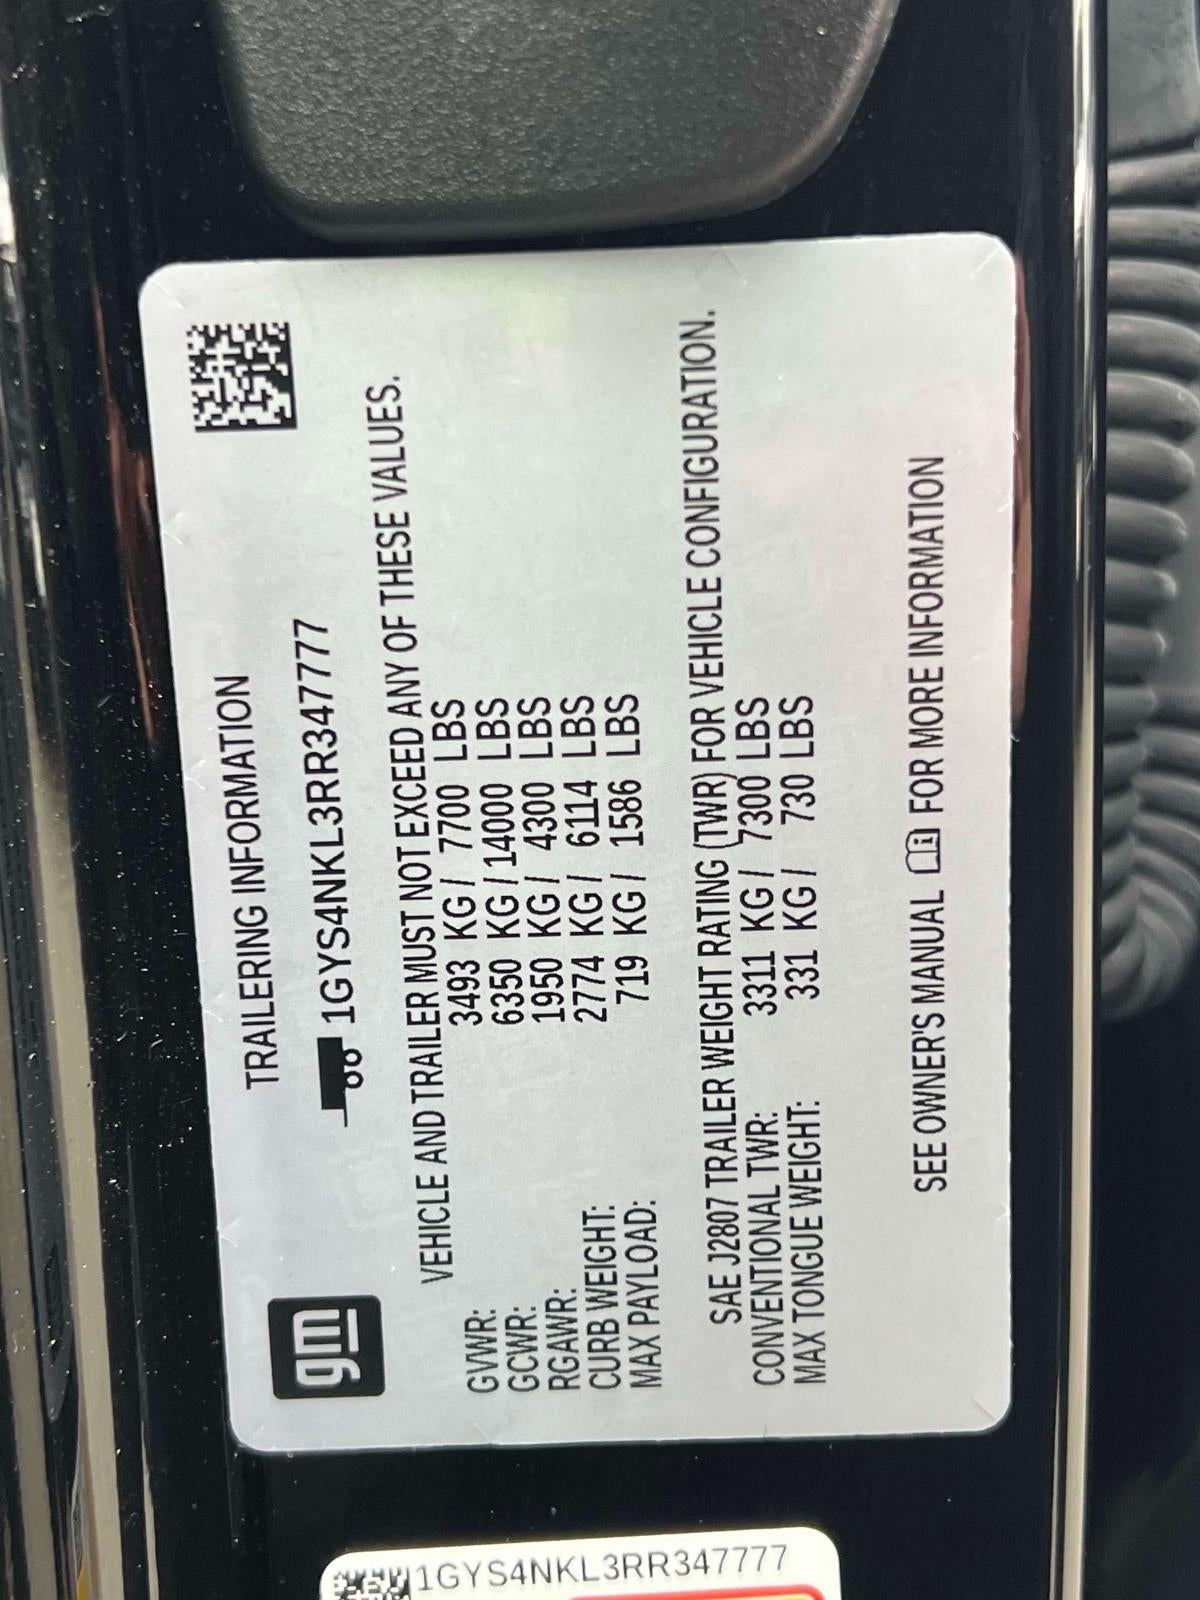 gm
TRAILERING INFORMATION
1GYS4NKL3RR347777
VEHICLE AND TRAILER MUST NOT EXCEED ANY OF THESE VALUES.
GVWR: 3493 KG / 7700 LBS
GCWR: 6350 KG / 14000 LBS
RGAWR: 1950 KG / 4300 LBS
CURB WEIGHT: 2774 KG / 6114 LBS
MAX PAYLOAD: 719 KG / 1586 LBS
SAE J2807 TRAILER WEIGHT RATING (TWR) FOR VEHICLE CONFIGURATION.
CONVENTIONAL TWR: 3311 KG / 7300 LBS
MAX TONGUE WEIGHT: 331 KG / 730 LBS
SEE OWNER'S MANUAL FOR MORE INFORMATION
1GYS4NKL3RR347777